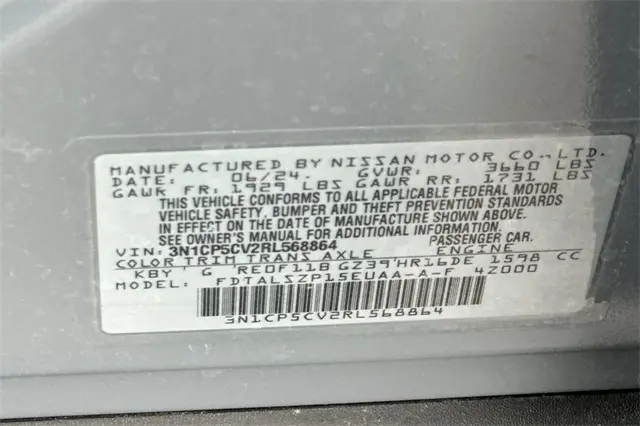 MANUFACTURED BY NISSAN MOTOR CO., LTD.
DATE: 06/24. GVWR: 3660 LBS
GAWR FR: 1929 LBS GAWR RR: 1731 LBS
THIS VEHICLE CONFORMS TO ALL APPLICABLE FEDERAL MOTOR
VEHICLE SAFETY, BUMPER AND THEFT PREVENTION STANDARDS
IN EFFECT ON THE DATE OF MANUFACTURE SHOWN ABOVE.
SEE OWNER'S MANUAL FOR ADDITIONAL INFORMATION.
VIN: 3N1CP5CV2RL568864 PASSENGER CAR.
COLOR TRIM TRANS AXLE ENGINE
KBY G RE0F11B GZ39 HR16DE 1598 CC
MODEL: FDTALSZP15EUAA-A-F 4Z000
3N1CP5CV2RL568864